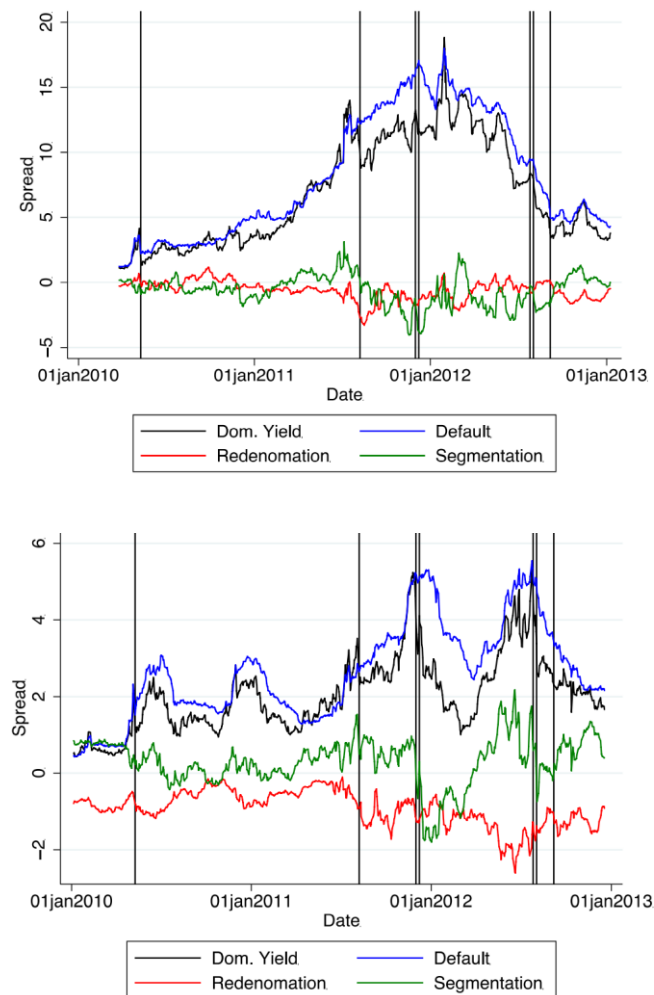 20
15
10
5
0
−5
Spread
01jan2010
01jan2011
01jan2012
01jan2013
Date
Dom. Yield
Default
Redenomation
Segmentation
6
4
2
0
−2
Spread
01jan2010
01jan2011
01jan2012
01jan2013
Date
Dom. Yield
Default
Redenomation
Segmentation